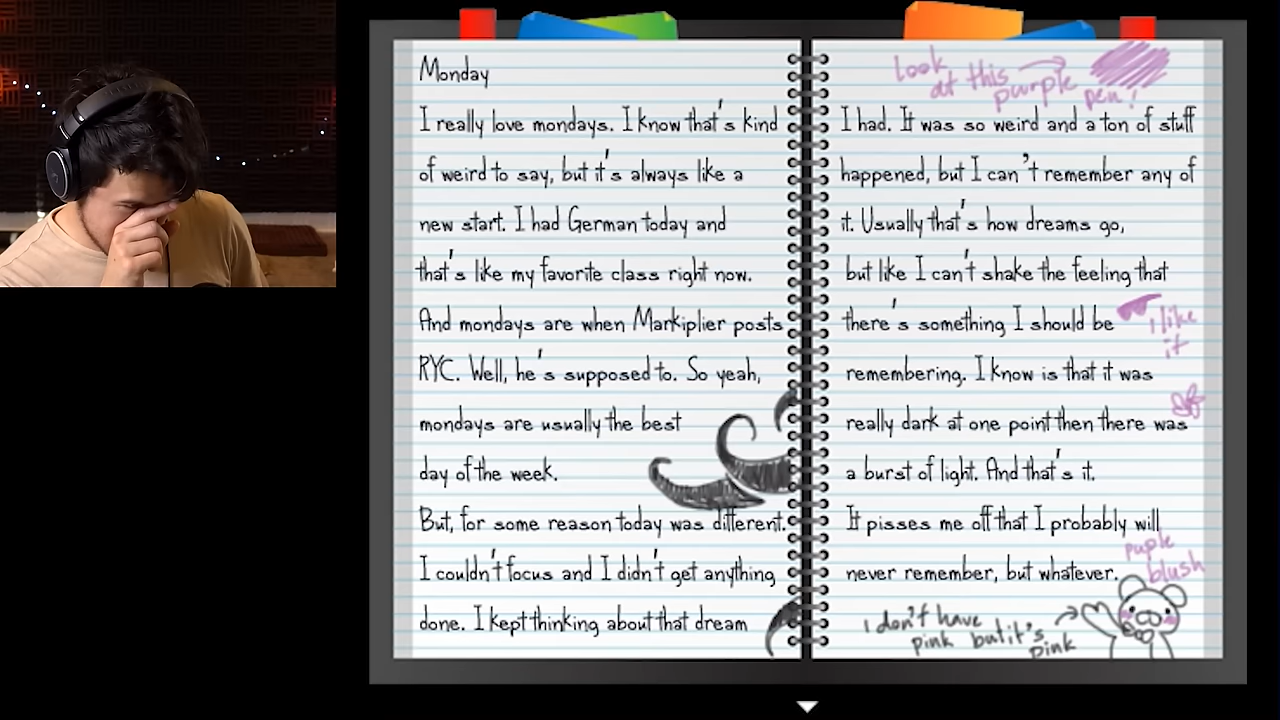 Monday
I really love mondays. I know that's kind
of weird to say, but it's always like a
new start. I had German today and
that's like my favorite class right now.
And mondays are when Markiplier posts
RYC. Well, he's supposed to. So yeah,
mondays are usually the best
day of the week.
But, for some reason today was different.
I couldn't focus and I didn't get anything
done. I kept thinking about that dream
Look
at this
purple
pen!
I had. It was so weird and a ton of stuff
happened, but I can't remember any of
it. Usually that's how dreams go,
but like I can't shake the feeling that
there's something I should be
i like
it
remembering. I know is that it was
really dark at one point then there was
a burst of light. And that's it.
It pisses me off that I probably will
never remember, but whatever.
puple
blush
i don't have
pink but it's
pink